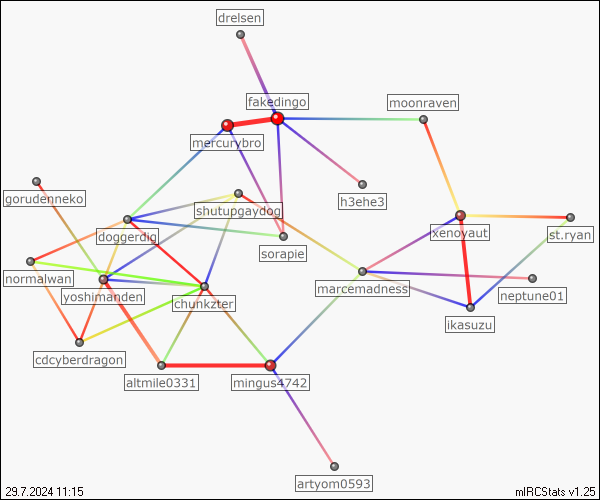 drelsen
fakedingo
moonraven
mercurybro
gorudenneko
h3ehe3
shutupgaydog
doggerdig
xenoyaut
st.ryan
sorapie
normalwan
marcemadness
yoshimanden
chunkzter
neptune01
ikasuzu
cdcyberdragon
altmile0331
mingus4742
artyom0593
29.7.2024 11:15
mIRCStats v1.25